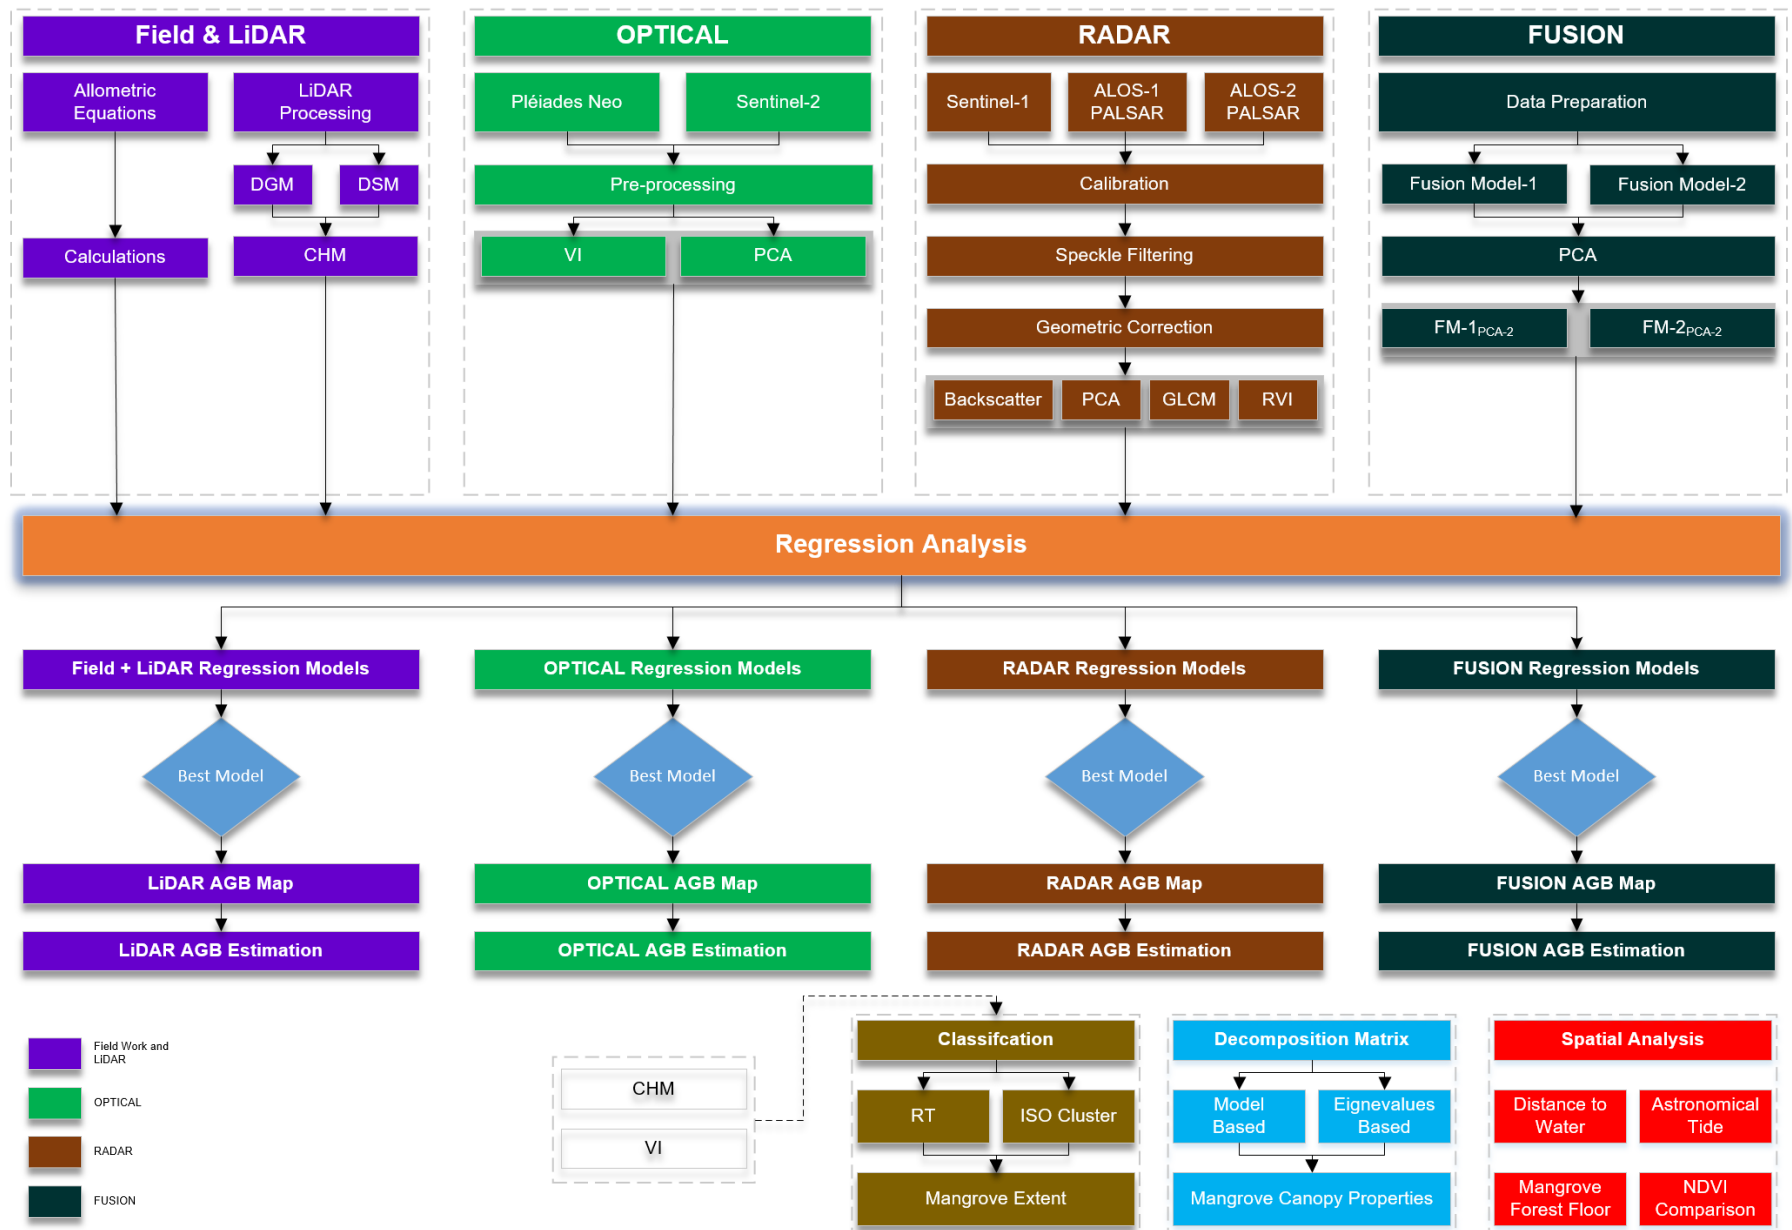 Field & LiDAR
OPTICAL
RADAR
FUSION
Allometric
Equations
LiDAR
Processing
Pléiades Neo
Sentinel-2
Sentinel-1
ALOS-1
PALSAR
ALOS-2
PALSAR
Data Preparation
DGM
DSM
Pre-processing
Calibration
Fusion Model-1
Fusion Model-2
Calculations
CHM
VI
PCA
Speckle Filtering
PCA
Geometric Correction
FM-1PCA-2
FM-2PCA-2
Backscatter
PCA
GLCM
RVI
Regression Analysis
Field + LiDAR Regression Models
OPTICAL Regression Models
RADAR Regression Models
FUSION Regression Models
Best Model
Best Model
Best Model
Best Model
LiDAR AGB Map
OPTICAL AGB Map
RADAR AGB Map
FUSION AGB Map
LiDAR AGB Estimation
OPTICAL AGB Estimation
RADAR AGB Estimation
FUSION AGB Estimation
Field Work and
LiDAR
OPTICAL
RADAR
FUSION
CHM
VI
Classifcation
RT
ISO Cluster
Mangrove Extent
Decomposition Matrix
Model
Based
Eignevalues
Based
Mangrove Canopy Properties
Spatial Analysis
Distance to
Water
Astronomical
Tide
Mangrove
Forest Floor
NDVI
Comparison